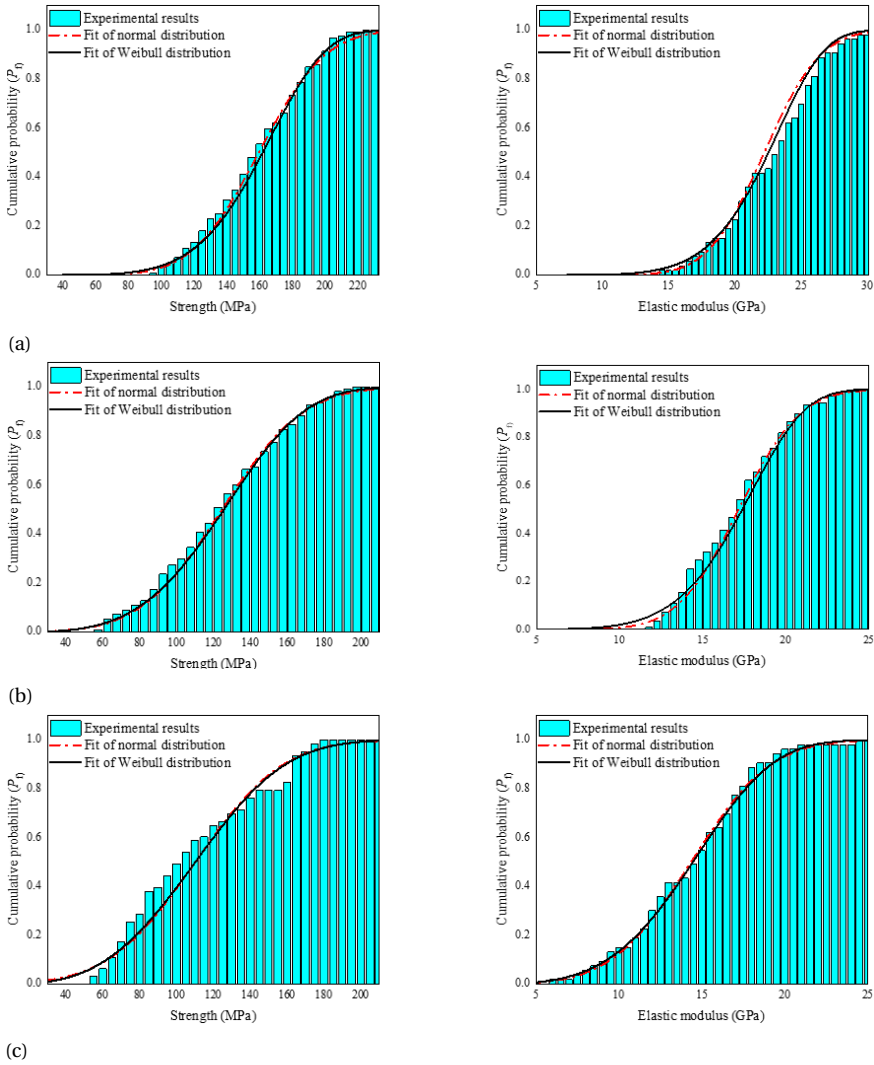 Experimental results
Fit of normal distribution
Fit of Weibull distribution
Cumulative probability (Pf)
1.0
0.8
0.6
0.4
0.2
0.0
40 60 80 100 120 140 160 180 200 220
Strength (MPa)
Experimental results
Fit of normal distribution
Fit of Weibull distribution
Cumulative probability (Pf)
1.0
0.8
0.6
0.4
0.2
0.0
5 10 15 20 25 30
Elastic modulus (GPa)
(a)
Experimental results
Fit of normal distribution
Fit of Weibull distribution
Cumulative probability (Pf)
1.0
0.8
0.6
0.4
0.2
0.0
40 60 80 100 120 140 160 180 200
Strength (MPa)
Experimental results
Fit of normal distribution
Fit of Weibull distribution
Cumulative probability (Pf)
1.0
0.8
0.6
0.4
0.2
0.0
5 10 15 20 25
Elastic modulus (GPa)
(b)
Experimental results
Fit of normal distribution
Fit of Weibull distribution
Cumulative probability (Pf)
1.0
0.8
0.6
0.4
0.2
0.0
40 60 80 100 120 140 160 180 200
Strength (MPa)
Experimental results
Fit of normal distribution
Fit of Weibull distribution
Cumulative probability (Pf)
1.0
0.8
0.6
0.4
0.2
0.0
5 10 15 20 25
Elastic modulus (GPa)
(c)